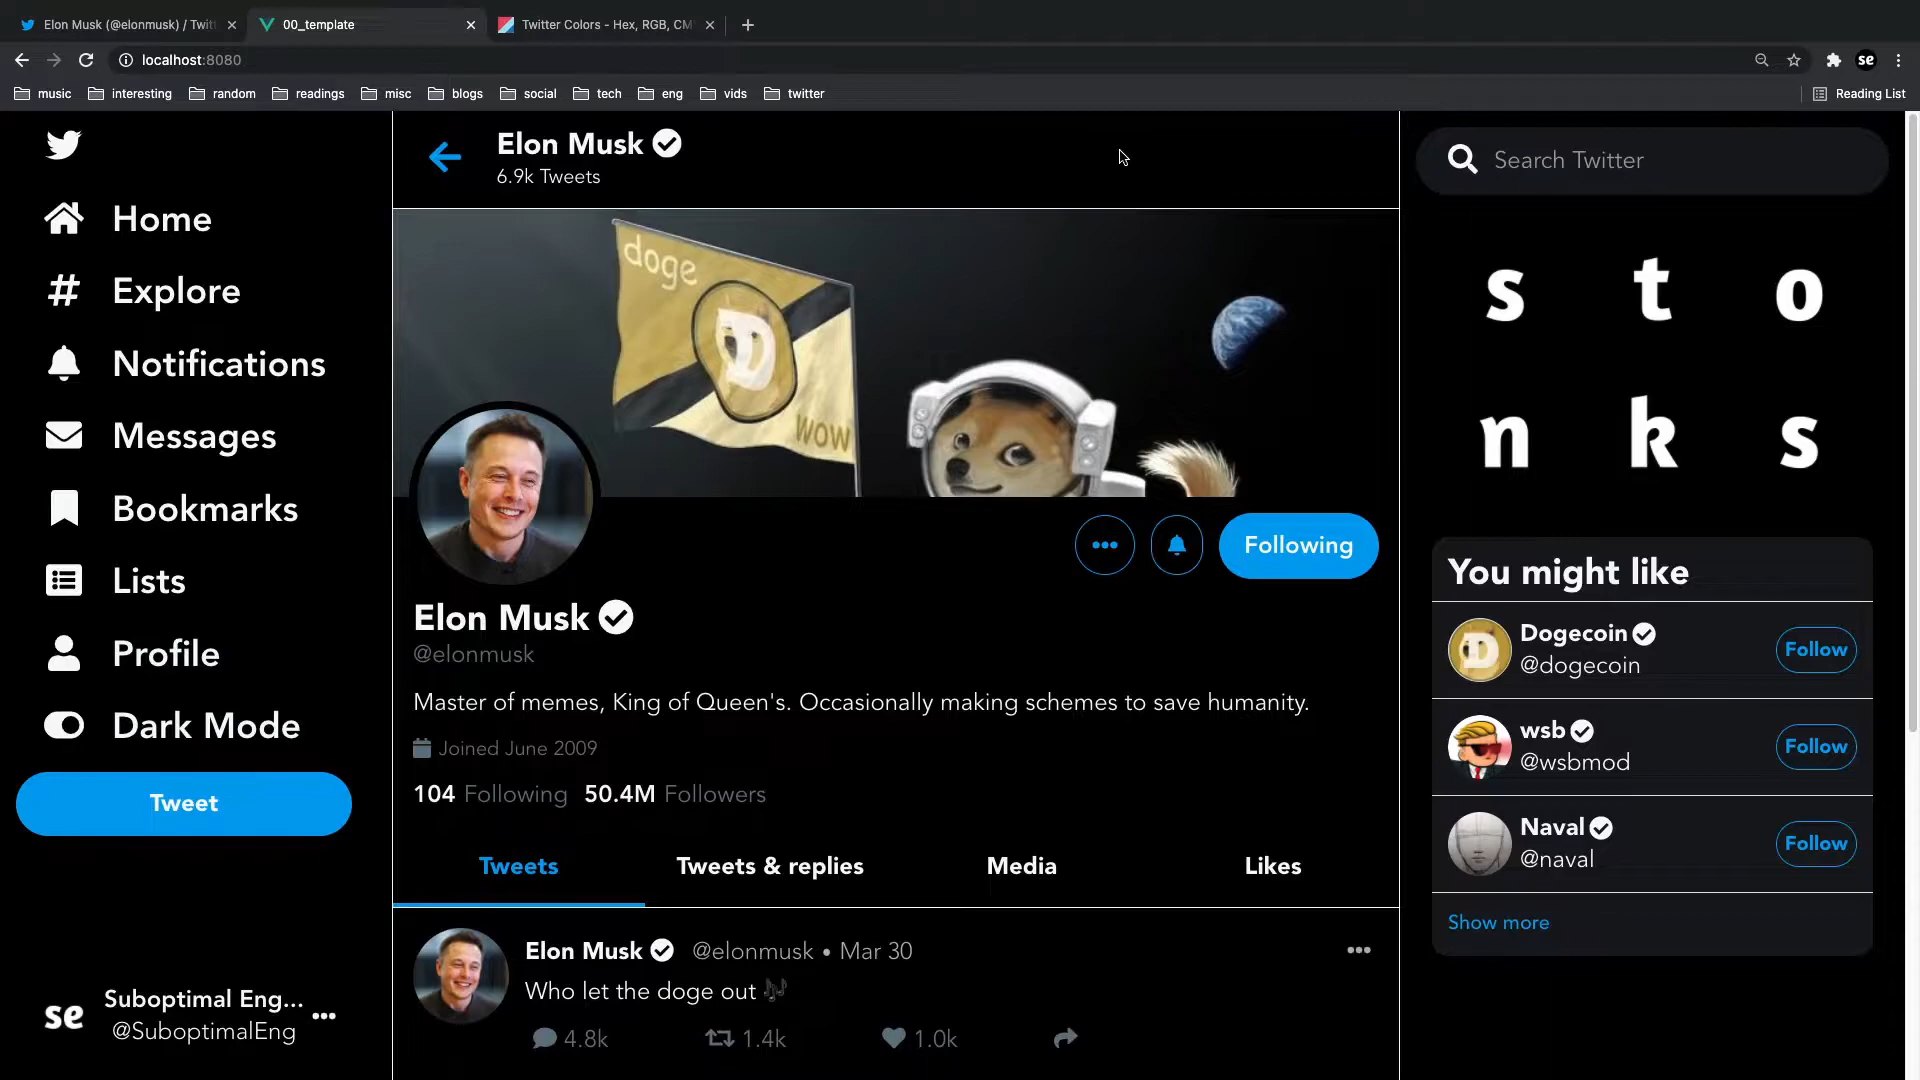 Elon Musk (@elonmusk) / Twitt
00_template
Twitter Colors - Hex, RGB, CM
localhost:8080
se
music
interesting
random
readings
misc
blogs
social
tech
eng
vids
twitter
Reading List
Home
Explore
Notifications
Messages
Bookmarks
Lists
Profile
Dark Mode
Tweet
se
Suboptimal Eng...
@SuboptimalEng
Elon Musk
6.9k Tweets
doge
D
wow
Following
Elon Musk
@elonmusk
Master of memes, King of Queen's. Occasionally making schemes to save humanity.
Joined June 2009
104 Following 50.4M Followers
Tweets
Tweets & replies
Media
Likes
Elon Musk @elonmusk • Mar 30
Who let the doge out 🎶
4.8k
1.4k
1.0k
Search Twitter
s t o
n k s
You might like
D
Dogecoin
@dogecoin
Follow
wsb
@wsbmod
Follow
Naval
@naval
Follow
Show more